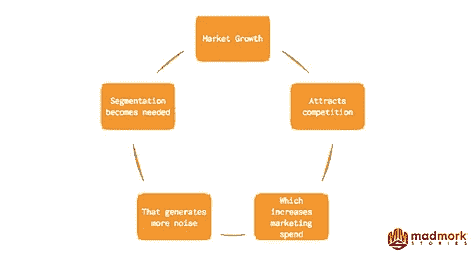 Market Growth
Attracts
competition
Which
increases
marketing
spend
That generates
more noise
Segmentation
becomes needed
madmork
STORIES